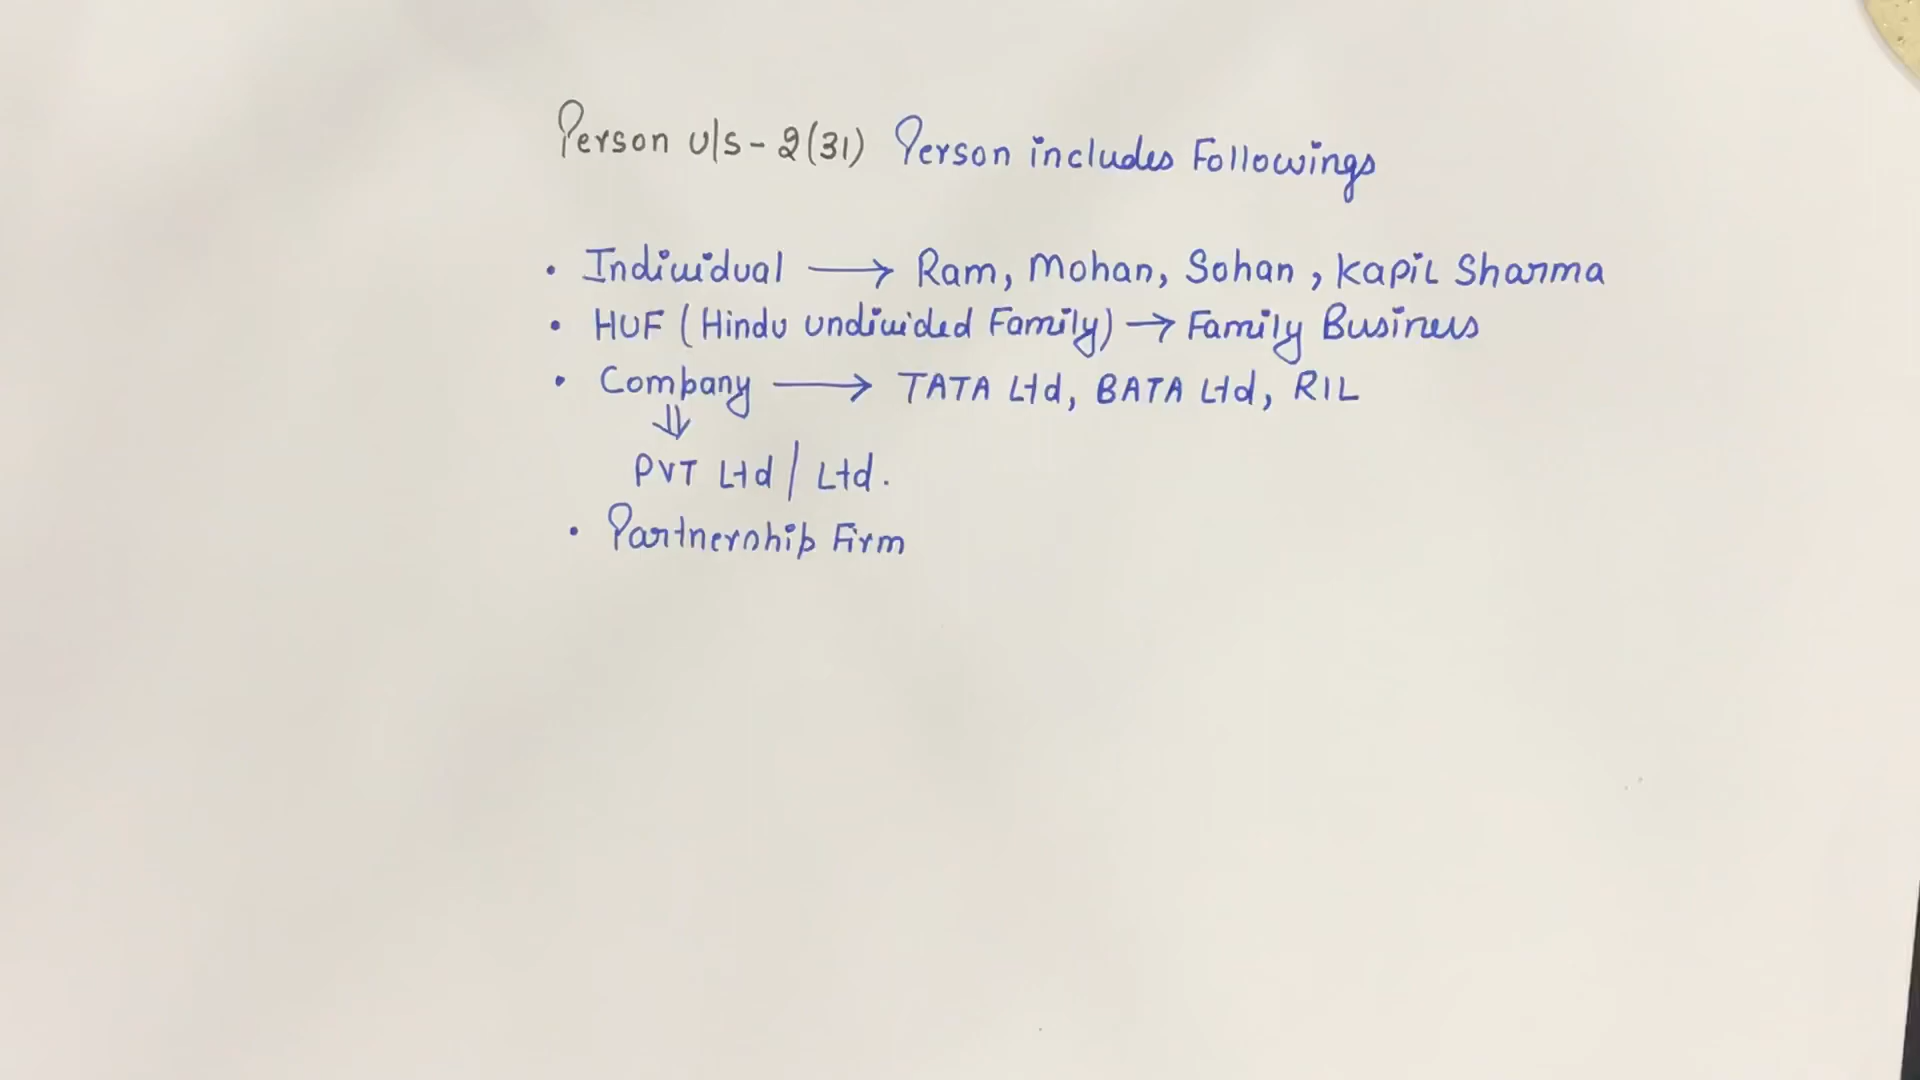 Person U/S - 2(31) Person includes Followings
• Individual → Ram, Mohan, Sohan, Kapil Sharma
• HUF (Hindu undivided Family) → Family Business
• Company → TATA Ltd, BATA Ltd, RIL
⇓
PVT Ltd / Ltd.
• Partnership Firm